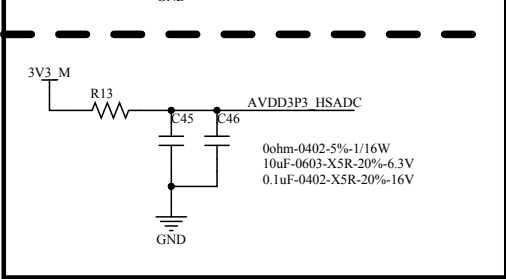 GND
3V3_M
R13
AVDD3P3_HSADC
C45
C46
0ohm-0402-5%-1/16W
10uF-0603-X5R-20%-6.3V
0.1uF-0402-X5R-20%-16V
GND